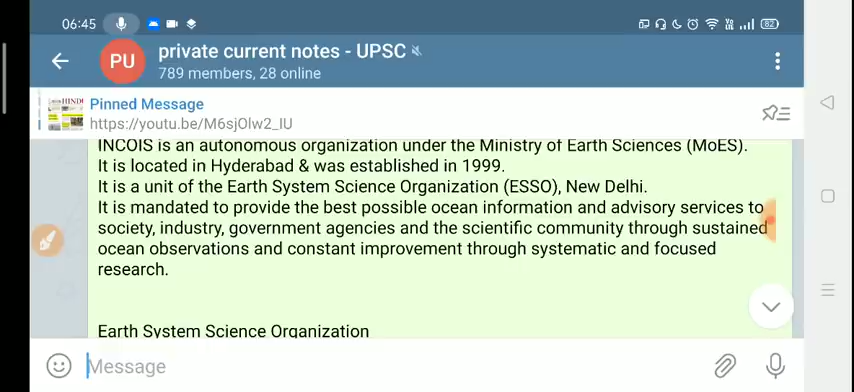 06:45
82
PU
private current notes - UPSC
789 members, 28 online
Pinned Message
https://youtu.be/M6sjOlw2_IU
INCOIS is an autonomous organization under the Ministry of Earth Sciences (MoES).
It is located in Hyderabad & was established in 1999.
It is a unit of the Earth System Science Organization (ESSO), New Delhi.
It is mandated to provide the best possible ocean information and advisory services to
society, industry, government agencies and the scientific community through sustained
ocean observations and constant improvement through systematic and focused
research.
Earth System Science Organization
Message